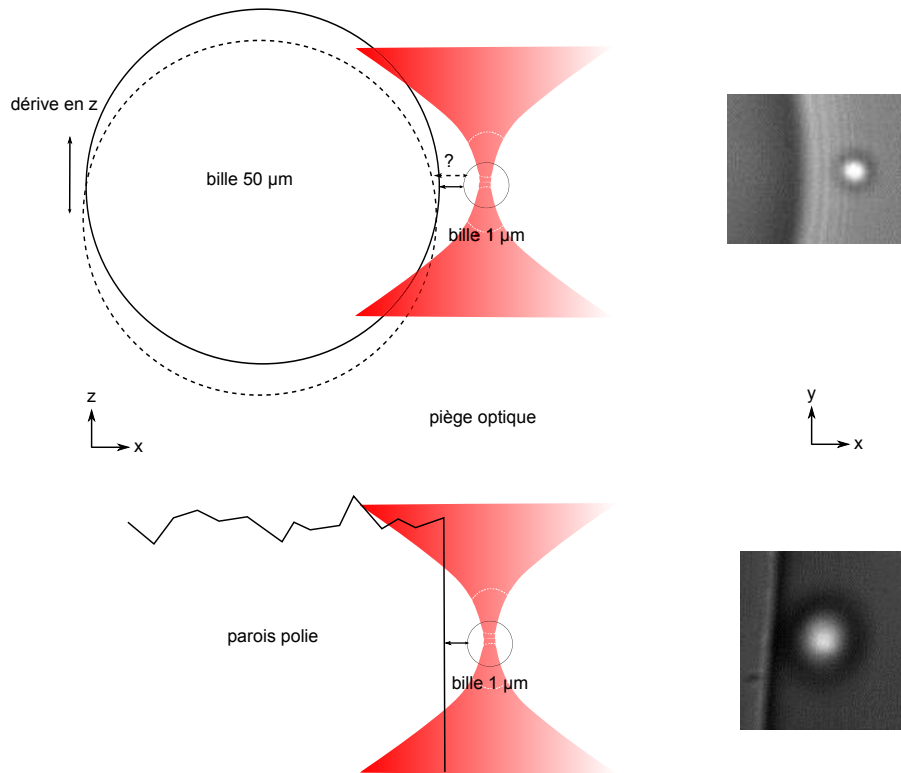 dérive en z
bille 50 µm
?
bille 1 µm
z
x
piège optique
y
x
parois polie
bille 1 µm